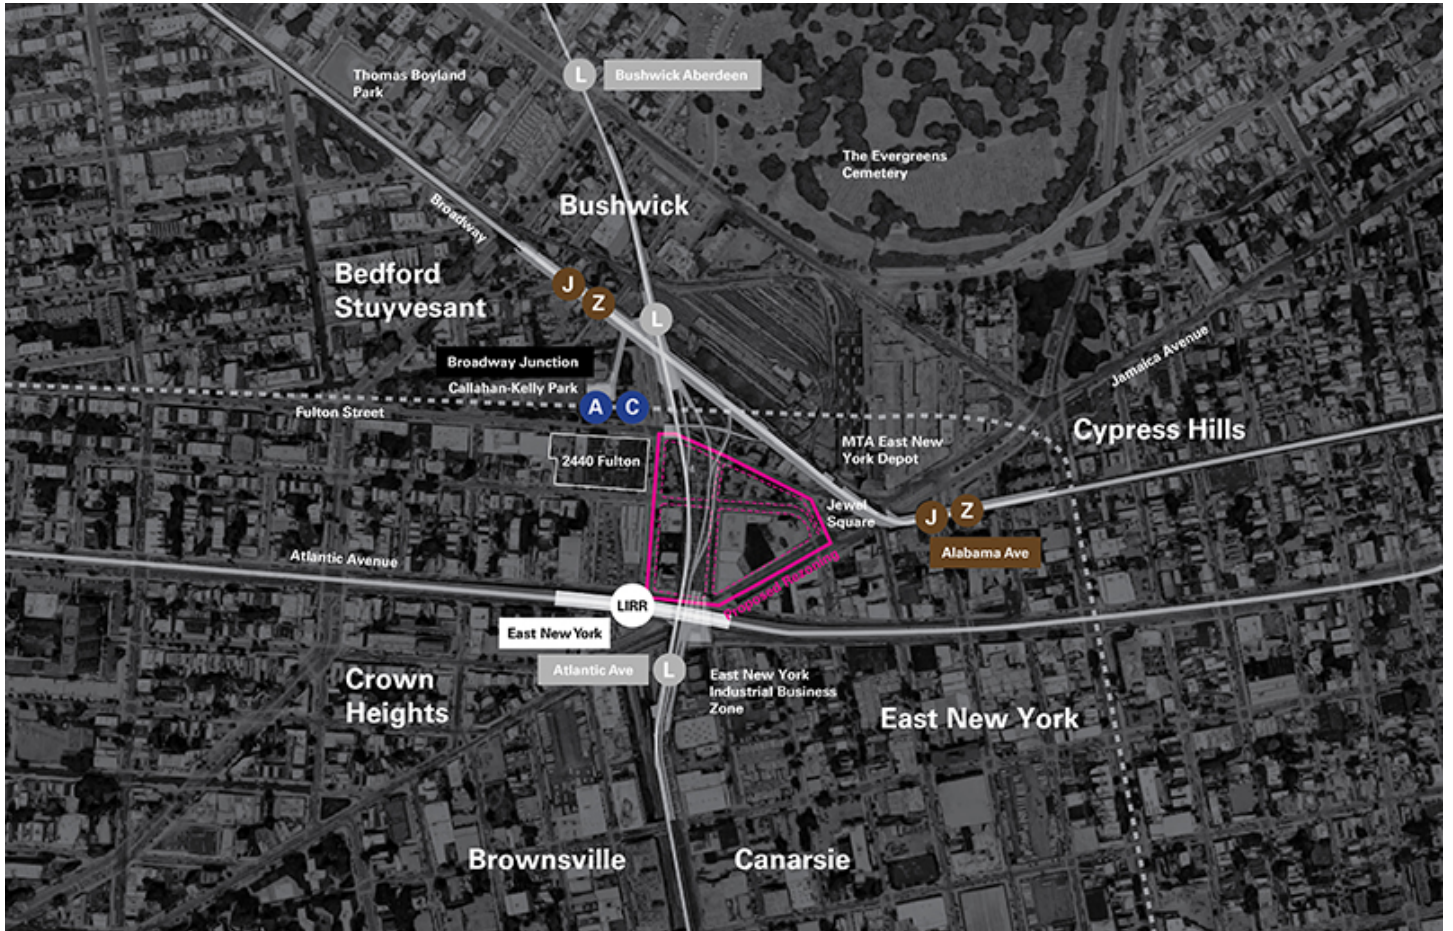 Thomas Boyland
Park
L
Bushwick Aberdeen
The Evergreens
Cemetery
Bushwick
Broadway
Bedford
Stuyvesant
J
Z
L
Broadway Junction
Callahan-Kelly Park
A
C
Fulton Street
Jamaica Avenue
Cypress Hills
MTA East New
York Depot
2440 Fulton
Jewel
Square
J
Z
Alabama Ave
Atlantic Avenue
Proposed Rezoning
LIRR
East New York
Atlantic Ave
L
East New York
Industrial Business
Zone
Crown
Heights
East New York
Brownsville
Canarsie